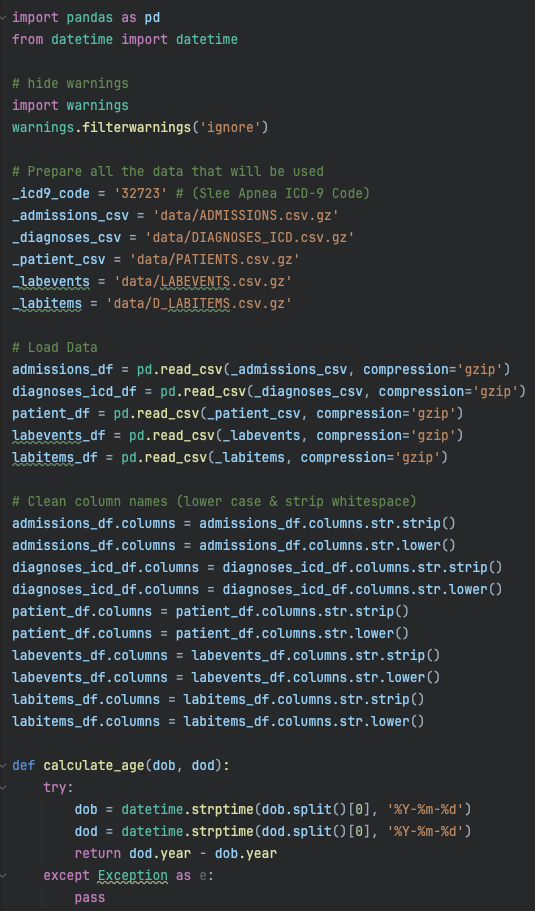 import pandas as pd
from datetime import datetime

# hide warnings
import warnings
warnings.filterwarnings('ignore')

# Prepare all the data that will be used
_icd9_code = '32723' # (Slee Apnea ICD-9 Code)
_admissions_csv = 'data/ADMISSIONS.csv.gz'
_diagnoses_csv = 'data/DIAGNOSES_ICD.csv.gz'
_patient_csv = 'data/PATIENTS.csv.gz'
_labevents = 'data/LABEVENTS.csv.gz'
_labitems = 'data/D_LABITEMS.csv.gz'

# Load Data
admissions_df = pd.read_csv(_admissions_csv, compression='gzip')
diagnoses_icd_df = pd.read_csv(_diagnoses_csv, compression='gzip')
patient_df = pd.read_csv(_patient_csv, compression='gzip')
labevents_df = pd.read_csv(_labevents, compression='gzip')
labitems_df = pd.read_csv(_labitems, compression='gzip')

# Clean column names (lower case & strip whitespace)
admissions_df.columns = admissions_df.columns.str.strip()
admissions_df.columns = admissions_df.columns.str.lower()
diagnoses_icd_df.columns = diagnoses_icd_df.columns.str.strip()
diagnoses_icd_df.columns = diagnoses_icd_df.columns.str.lower()
patient_df.columns = patient_df.columns.str.strip()
patient_df.columns = patient_df.columns.str.lower()
labevents_df.columns = labevents_df.columns.str.strip()
labevents_df.columns = labevents_df.columns.str.lower()
labitems_df.columns = labitems_df.columns.str.strip()
labitems_df.columns = labitems_df.columns.str.lower()

def calculate_age(dob, dod):
    try:
        dob = datetime.strptime(dob.split()[0], '%Y-%m-%d')
        dod = datetime.strptime(dod.split()[0], '%Y-%m-%d')
        return dod.year - dob.year
    except Exception as e:
        pass